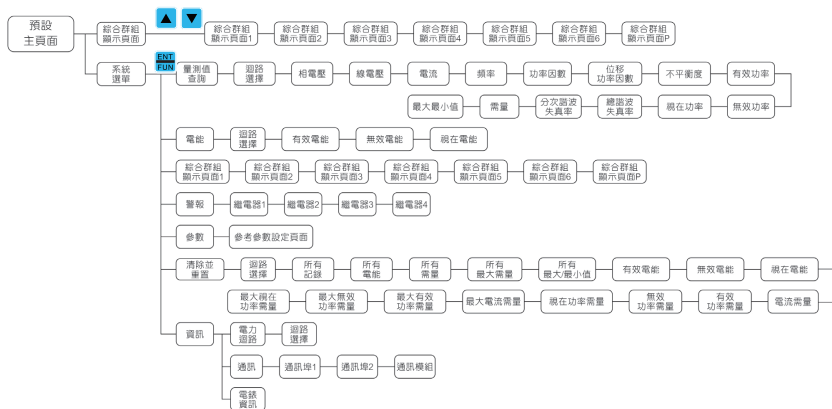 預設
主頁面
綜合群組
顯示頁面
綜合群組
顯示頁面1
綜合群組
顯示頁面2
綜合群組
顯示頁面3
綜合群組
顯示頁面4
綜合群組
顯示頁面5
綜合群組
顯示頁面6
綜合群組
顯示頁面P
系統
選單
ENT
FUN
量測值
查詢
迴路
選擇
相電壓
線電壓
電流
頻率
功率因數
位移
功率因數
不平衡度
有效功率
最大最小值
需量
分次諧波
失真率
總諧波
失真率
視在功率
無效功率
電能
迴路
選擇
有效電能
無效電能
視在電能
綜合群組
顯示頁面1
綜合群組
顯示頁面2
綜合群組
顯示頁面3
綜合群組
顯示頁面4
綜合群組
顯示頁面5
綜合群組
顯示頁面6
綜合群組
顯示頁面P
警報
繼電器1
繼電器2
繼電器3
繼電器4
參數
參考參數設定頁面
清除並
重置
迴路
選擇
所有
記錄
所有
電能
所有
需量
所有
最大需量
所有
最大/最小值
有效電能
無效電能
視在電能
最大視在
功率需量
最大無效
功率需量
最大有效
功率需量
最大電流需量
視在功率需量
無效
功率需量
有效
功率需量
電流需量
資訊
電力
迴路
迴路
選擇
通訊
通訊埠1
通訊埠2
通訊模組
電錶
資訊